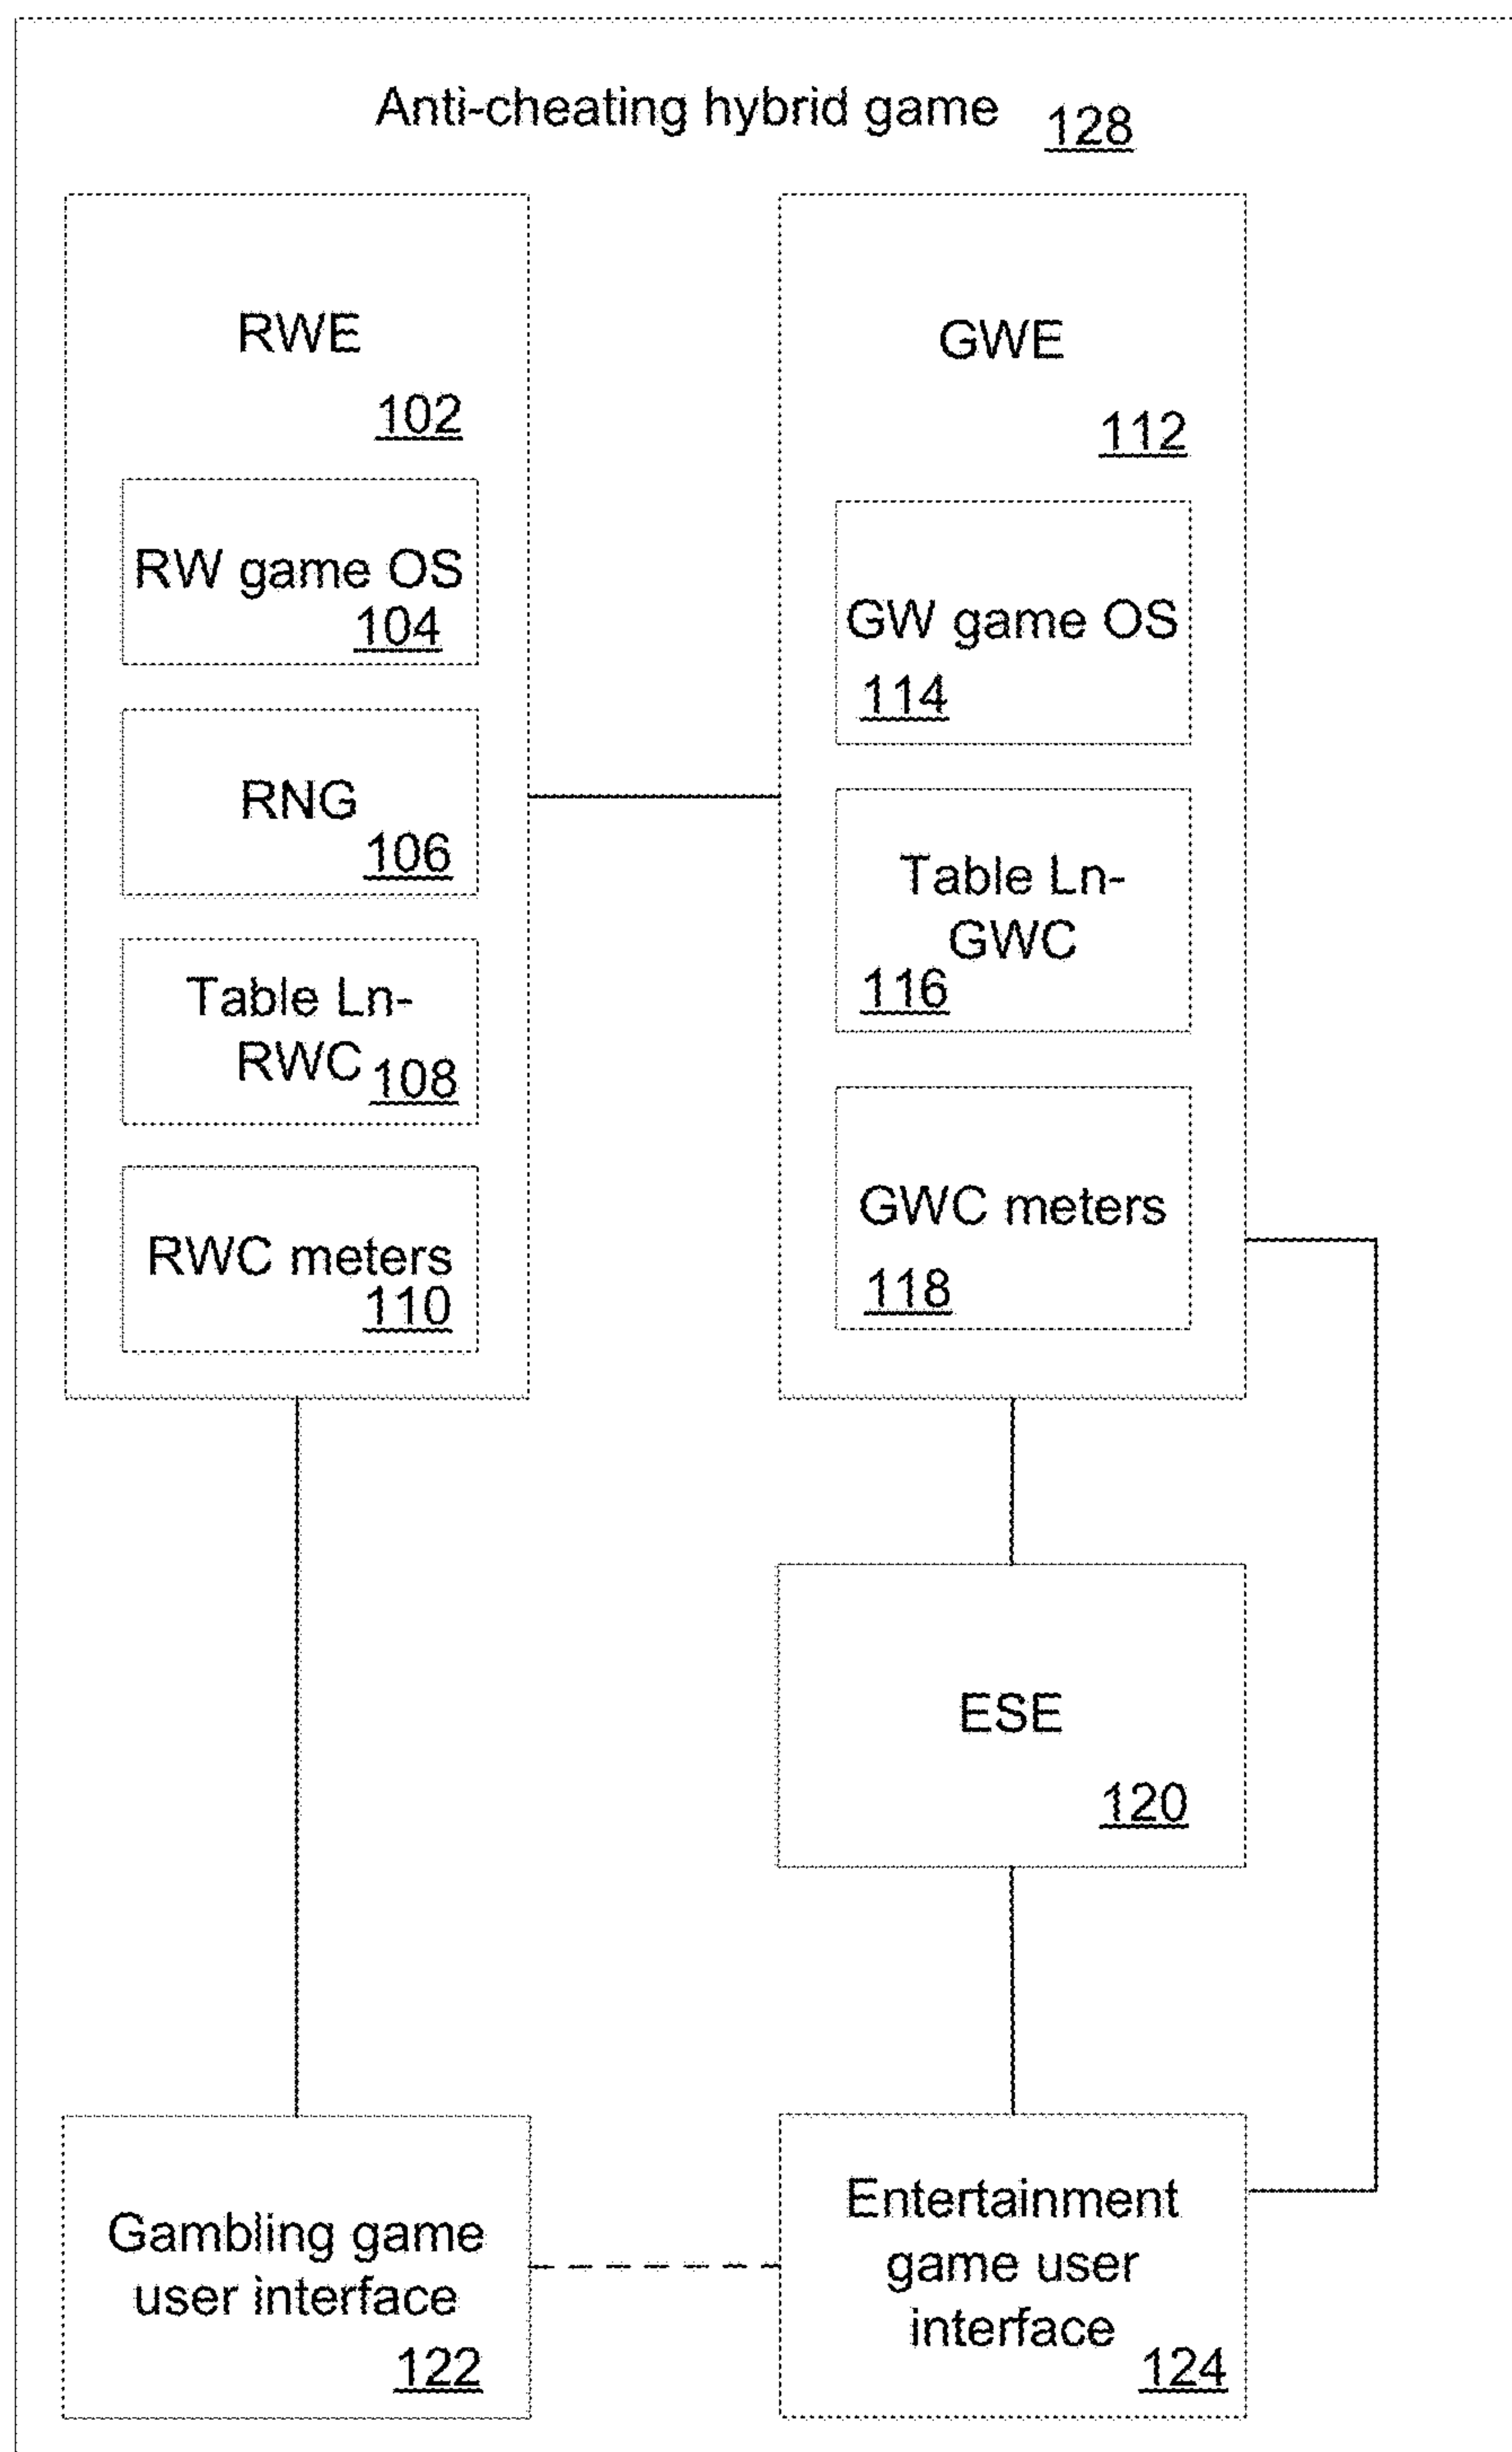 Anti-cheating hybrid game 128
RWE
102
RW game OS
104
RNG
106
Table Ln-
RWC 108
RWC meters
110
GWE
112
GW game OS
114
Table Ln-
GWC
116
GWC meters
118
ESE
120
Gambling game
user interface
122
Entertainment
game user
interface
124